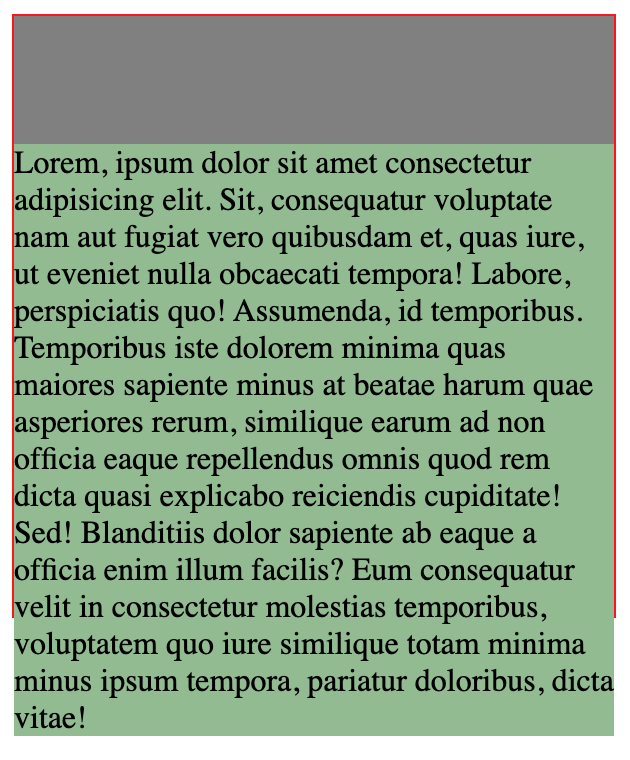 Lorem, ipsum dolor sit amet consectetur
adipisicing elit. Sit, consequatur voluptate
nam aut fugiat vero quibusdam et, quas iure,
ut eveniet nulla obcaecati tempora! Labore,
perspiciatis quo! Assumenda, id temporibus.
Temporibus iste dolorem minima quas
maiores sapiente minus at beatae harum quae
asperiores rerum, similique earum ad non
officia eaque repellendus omnis quod rem
dicta quasi explicabo reiciendis cupiditate!
Sed! Blanditiis dolor sapiente ab eaque a
officia enim illum facilis? Eum consequatur
velit in consectetur molestias temporibus,
voluptatem quo iure similique totam minima
minus ipsum tempora, pariatur doloribus, dicta
vitae!